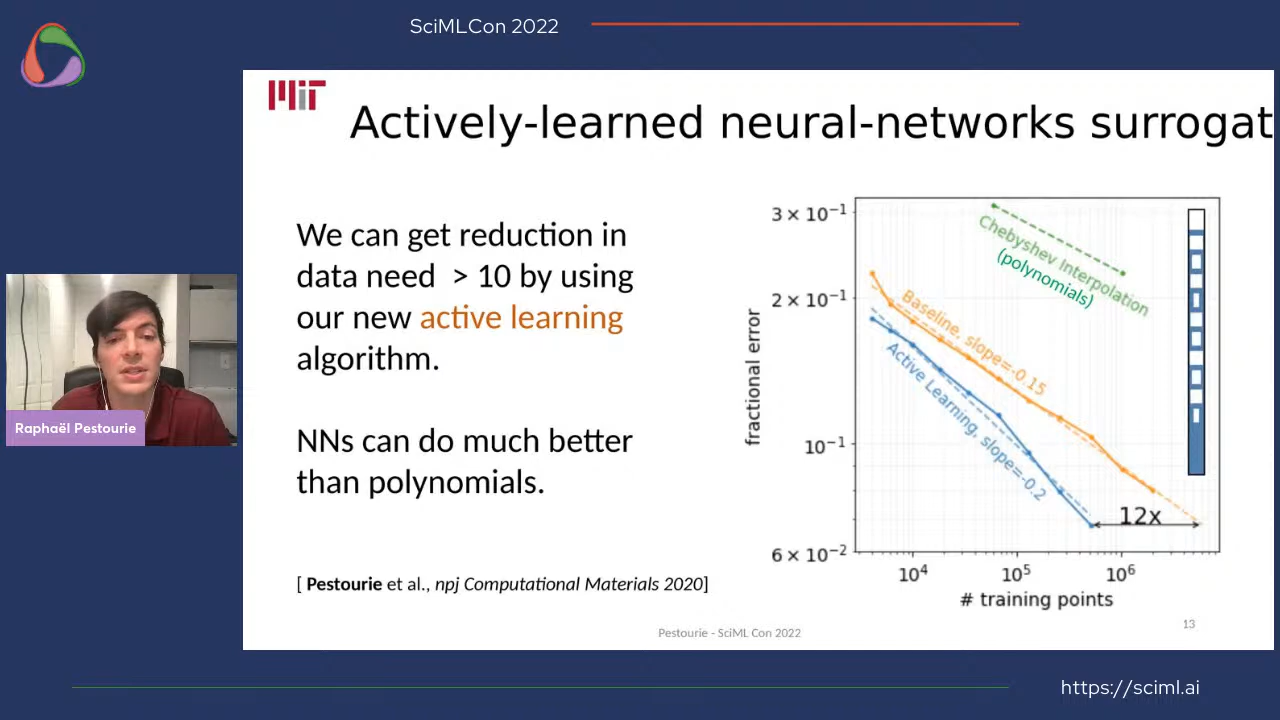 SciMLCon 2022
MIT
Actively-learned neural-networks surrogat
We can get reduction in
data need > 10 by using
our new active learning
algorithm.
NNs can do much better
than polynomials.
[ Pestourie et al., npj Computational Materials 2020]
3 × 10⁻¹
2 × 10⁻¹
10⁻¹
6 × 10⁻²
fractional error
Chebyshev Interpolation
(polynomials)
Baseline, slope=-0.15
Active Learning, slope=-0.2
12x
10⁴ 10⁵ 10⁶
# training points
Raphaël Pestourie
Pestourie - SciML Con 2022
13
https://sciml.ai